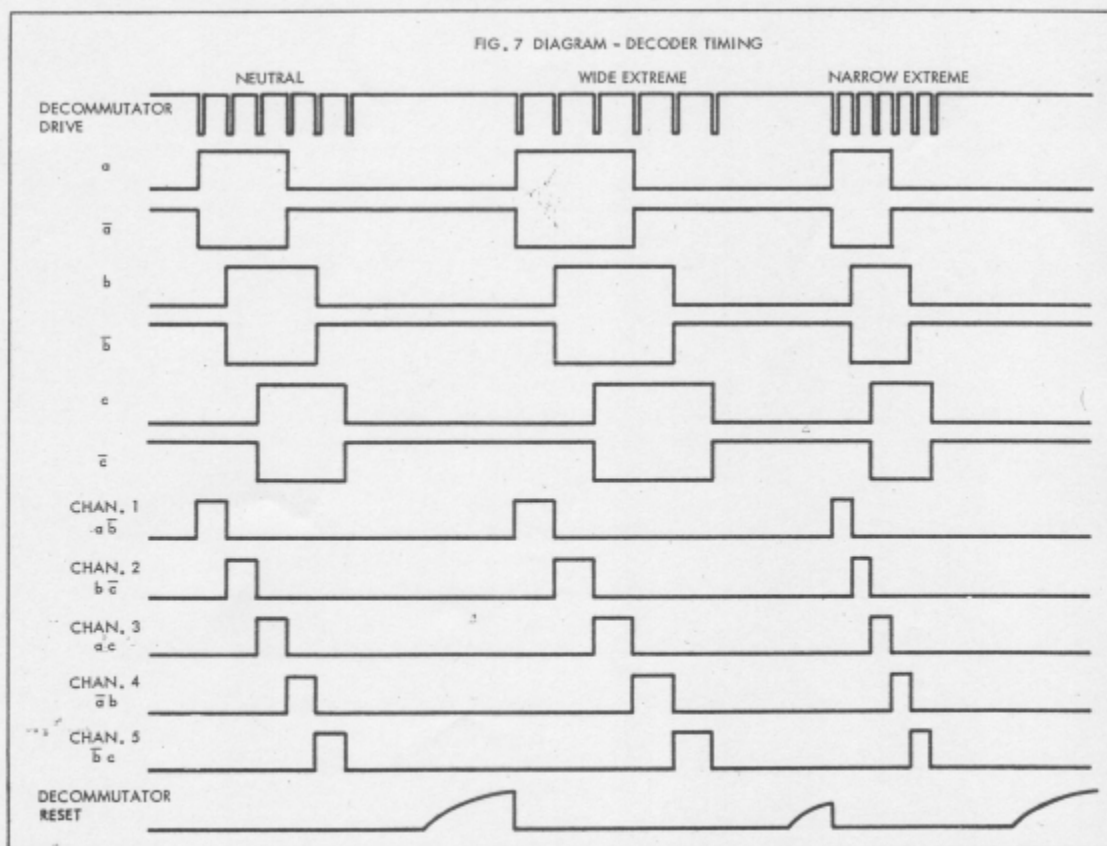 FIG. 7 DIAGRAM - DECODER TIMING
NEUTRAL
WIDE EXTREME
NARROW EXTREME
DECOMMUTATOR
DRIVE
a
a̅
b
b̅
c
c̅
CHAN. 1
a b̅
CHAN. 2
b c̅
CHAN. 3
a c
CHAN. 4
a̅ b
CHAN. 5
b̅ c
DECOMMUTATOR
RESET